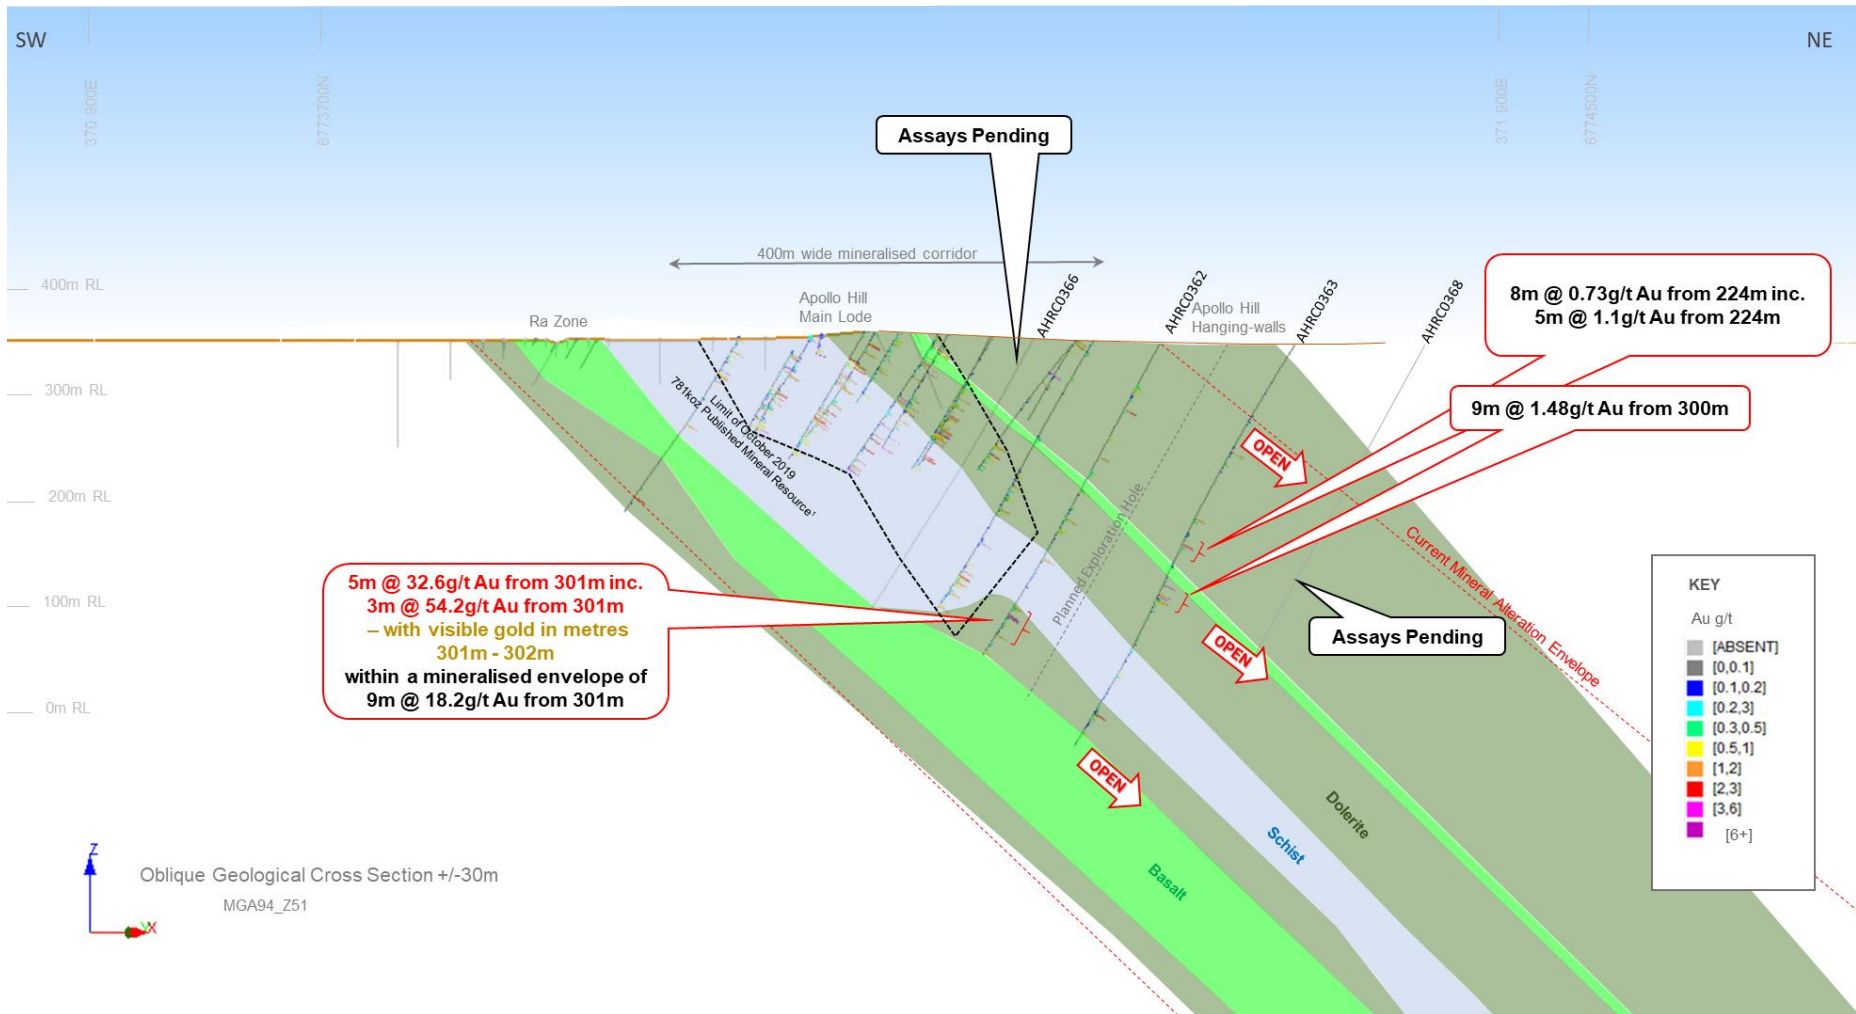 SW
NE
370 900E
6773700N
371 900E
6774500N
Assays Pending
400m wide mineralised corridor
400m RL
300m RL
200m RL
100m RL
0m RL
Ra Zone
Apollo Hill
Main Lode
AHRC0366
AHRC0362
Apollo Hill
Hanging-walls
AHRC0363
AHRC0368
8m @ 0.73g/t Au from 224m inc.
5m @ 1.1g/t Au from 224m
9m @ 1.48g/t Au from 300m
Limit of October 2019
781koz Published Mineral Resource¹
OPEN
OPEN
OPEN
Planned Exploration Hole
Current Mineral Alteration Envelope
5m @ 32.6g/t Au from 301m inc.
3m @ 54.2g/t Au from 301m
– with visible gold in metres
301m - 302m
within a mineralised envelope of
9m @ 18.2g/t Au from 301m
Assays Pending
Dolerite
Schist
Basalt
KEY
Au g/t
[ABSENT]
[0,0.1]
[0.1,0.2]
[0.2,3]
[0.3,0.5]
[0.5,1]
[1,2]
[2,3]
[3,6]
[6+]
Z
Y
X
Oblique Geological Cross Section +/-30m
MGA94_Z51